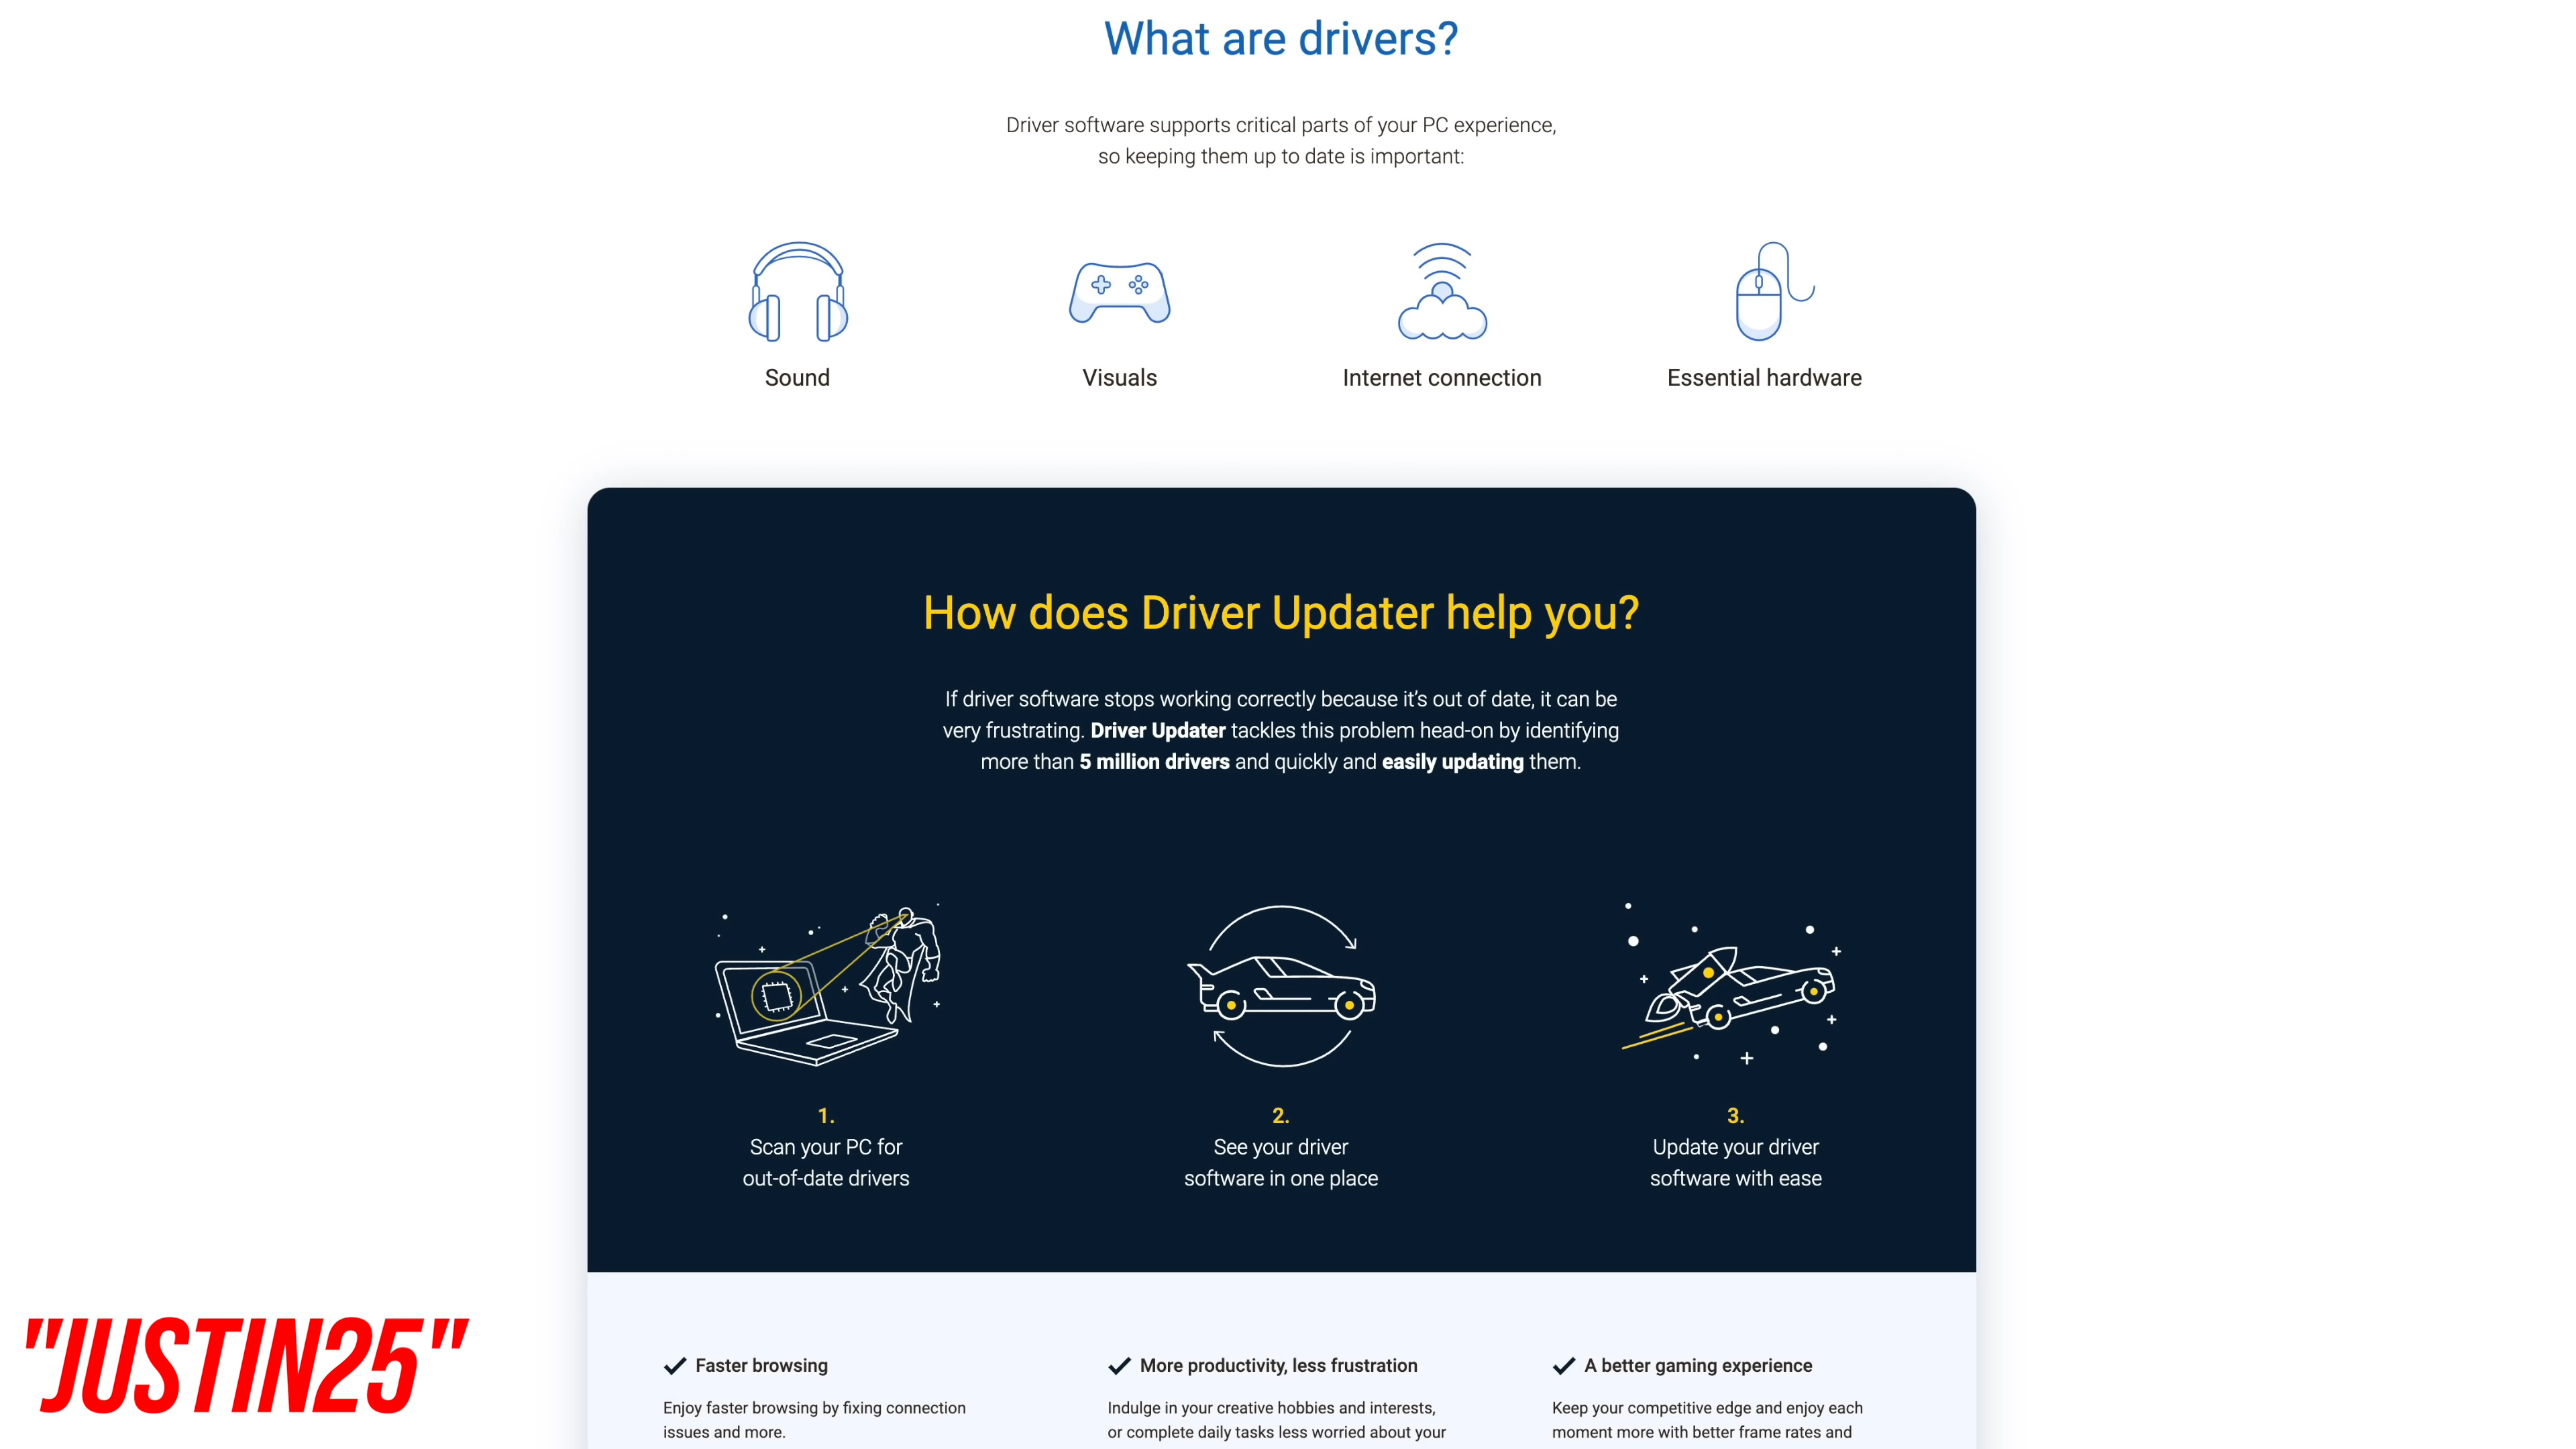 What are drivers?
Driver software supports critical parts of your PC experience,
so keeping them up to date is important:
Sound
Visuals
Internet connection
Essential hardware
How does Driver Updater help you?
If driver software stops working correctly because it’s out of date, it can be
very frustrating. Driver Updater tackles this problem head-on by identifying
more than 5 million drivers and quickly and easily updating them.
1.
Scan your PC for
out-of-date drivers
2.
See your driver
software in one place
3.
Update your driver
software with ease
Faster browsing
Enjoy faster browsing by fixing connection
issues and more.
More productivity, less frustration
Indulge in your creative hobbies and interests,
or complete daily tasks less worried about your
A better gaming experience
Keep your competitive edge and enjoy each
moment more with better frame rates and
"JUSTIN25"